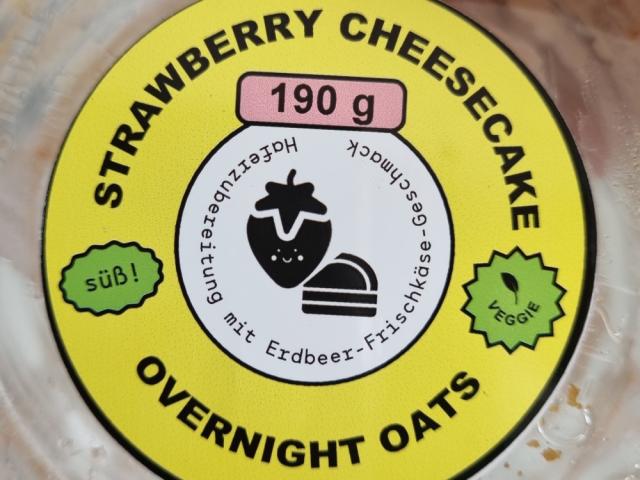 STRAWBERRY CHEESECAKE
190 g
Haferzubereitung mit Erdbeer-Frischkäse-Geschmack
süß!
VEGGIE
OVERNIGHT OATS